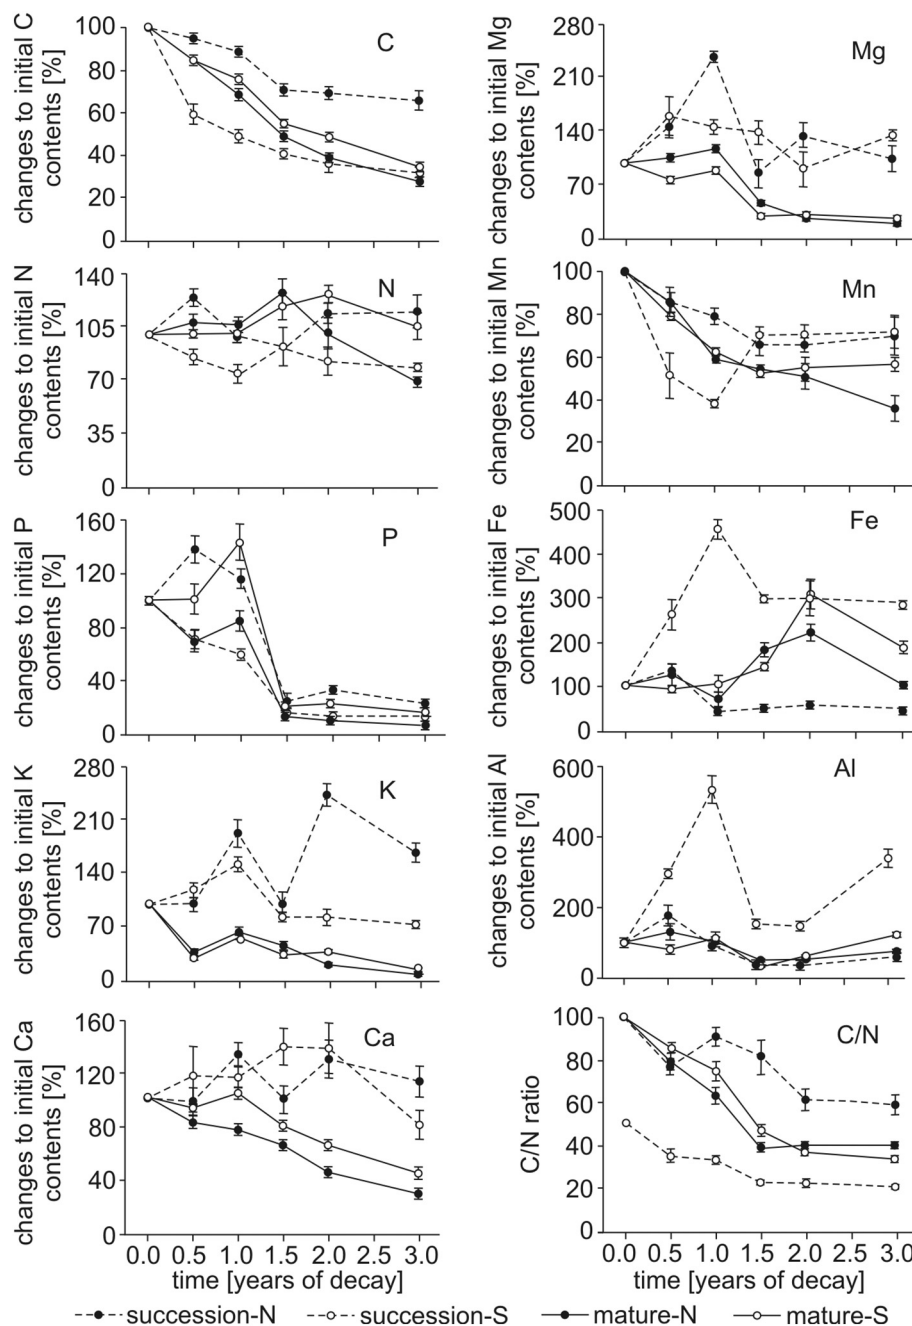 changes to initial C
contents [%]
100
80
60
40
20
0
C
changes to initial Mg
contents [%]
280
210
140
70
0
Mg
changes to initial N
contents [%]
140
105
70
35
0
N
changes to initial Mn
contents [%]
100
80
60
40
20
0
Mn
changes to initial P
contents [%]
160
120
80
40
0
P
changes to initial Fe
contents [%]
500
400
300
200
100
0
Fe
changes to initial K
contents [%]
280
210
140
70
0
K
changes to initial Al
contents [%]
600
400
200
0
Al
changes to initial Ca
contents [%]
160
120
80
40
0
Ca
C/N ratio
100
80
60
40
20
0
C/N
0.0 0.5 1.0 1.5 2.0 3.0
time [years of decay]
0.0 0.5 1.0 1.5 2.0 3.0
time [years of decay]
succession-N succession-S mature-N mature-S